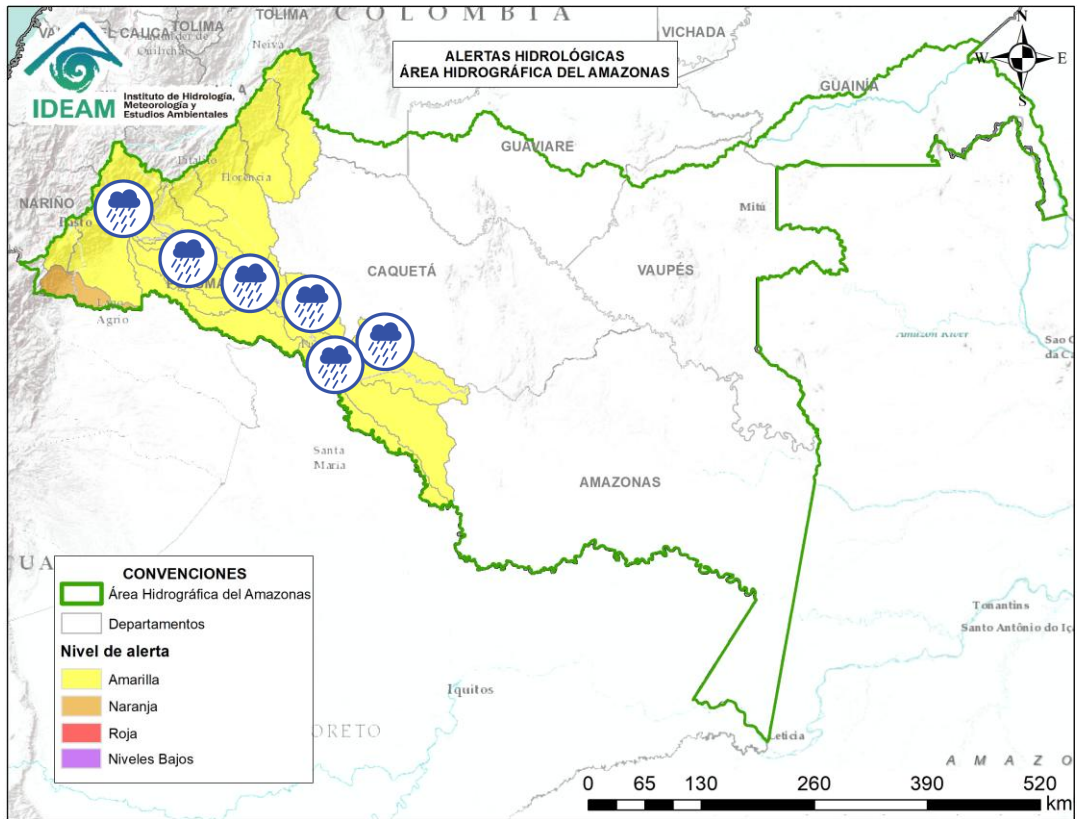 COLOMBIA
TOLIMA
TOLIMA
VICHADA
Neiva
IDEAM
Instituto de Hidrología,
Meteorología y
Estudios Ambientales
ALERTAS HIDROLÓGICAS
ÁREA HIDROGRÁFICA DEL AMAZONAS
N
W
E
S
GUAINÍA
GUAVIARE
Florencia
NARIÑO
Pasto
Mitú
CAQUETÁ
VAUPÉS
Lago
Agrio
Amazon River
Santa
Maria
AMAZONAS
CONVENCIONES
Área Hidrográfica del Amazonas
Departamentos
Nivel de alerta
Amarilla
Naranja
Roja
Niveles Bajos
Tonantins
Santo Antônio do Iça
Iquitos
ORETO
Leticia
AMAZO
0 65 130 260 390 520
km